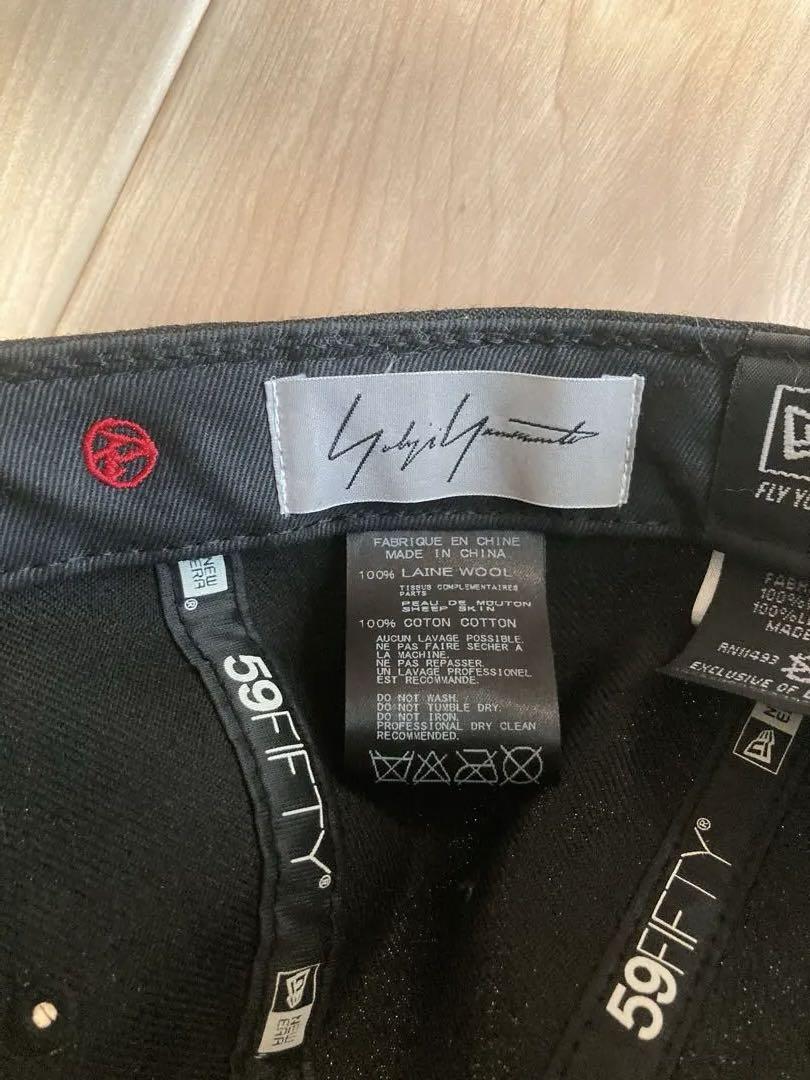 Yohji Yamamoto
FLY
FABRIQUE EN CHINE
MADE IN CHINA
100% LAINE WOOL
TISSUS COMPLEMENTAIRES
PARTS
PEAU DE MOUTON
SHEEP SKIN
100% COTON COTTON
AUCUN LAVAGE POSSIBLE.
NE PAS FAIRE SECHER A
LA MACHINE.
NE PAS REPASSER.
UN LAVAGE PROFESSIONEL
EST RECOMMANDE.
DO NOT WASH.
DO NOT TUMBLE DRY.
DO NOT IRON.
PROFESSIONAL DRY CLEAN
RECOMMENDED.
NEW
ERA
®
59FIFTY®
NEW
ERA
100%
100%
MADE
RN11493
EXCLUSIVE OF
59FIFTY®